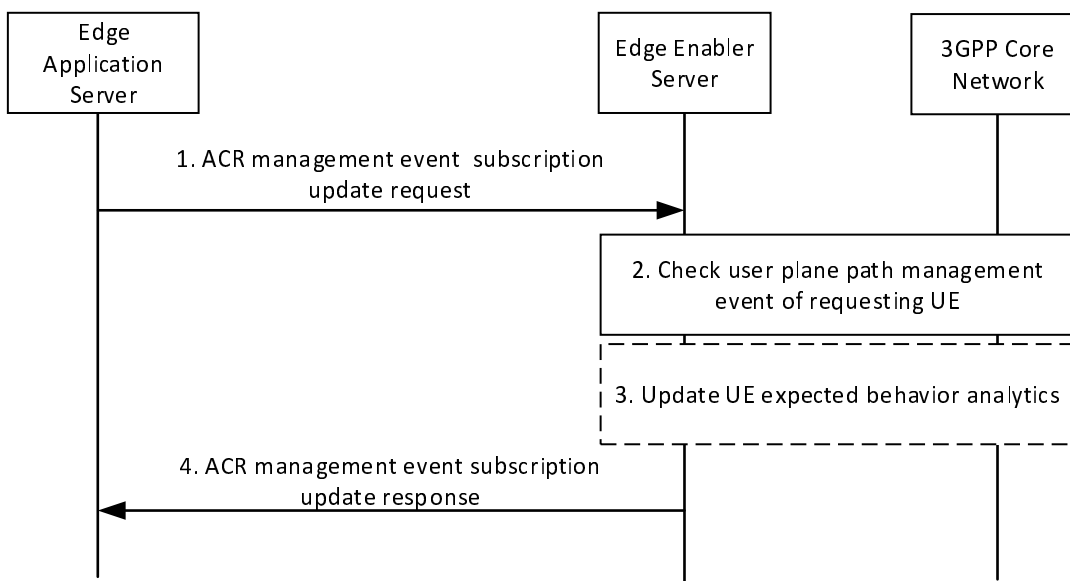 Edge
Application
Server
Edge Enabler
Server
3GPP Core
Network
1. ACR management event subscription
update request
2. Check user plane path management
event of requesting UE
3. Update UE expected behavior analytics
4. ACR management event subscription
update response